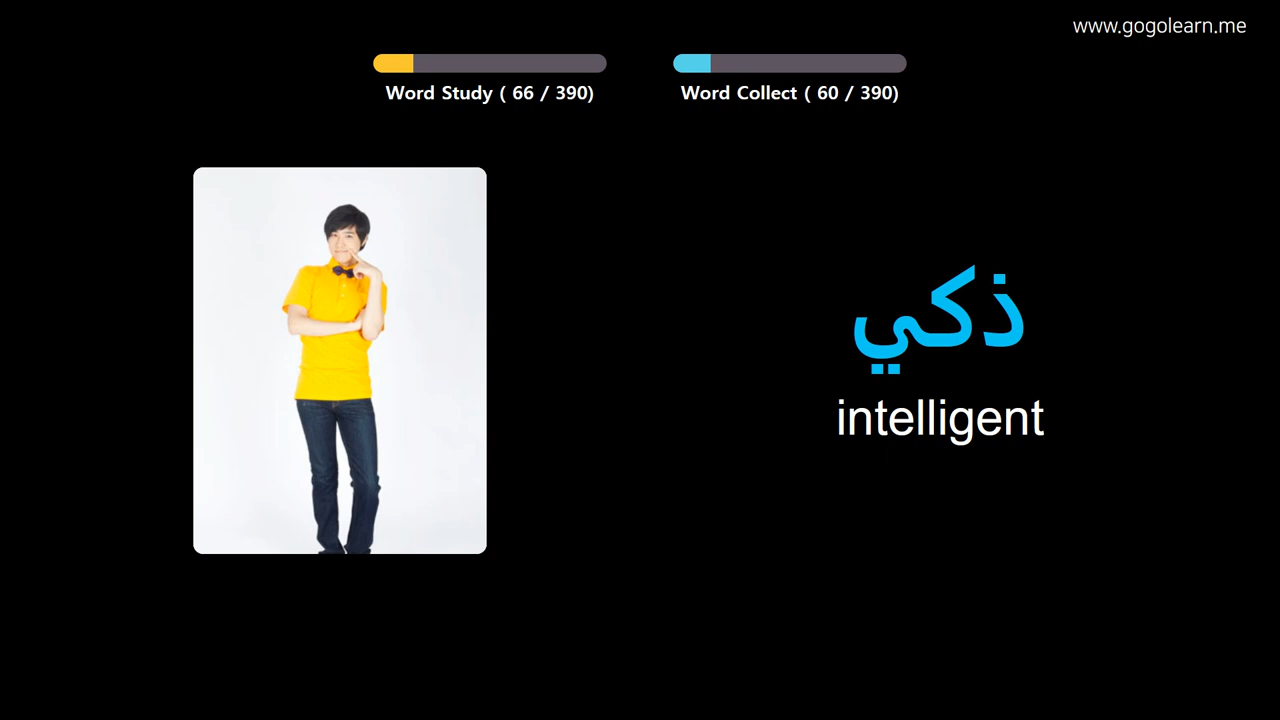 www.gogolearn.me
Word Study ( 66 / 390)
Word Collect ( 60 / 390)
ذكي
intelligent